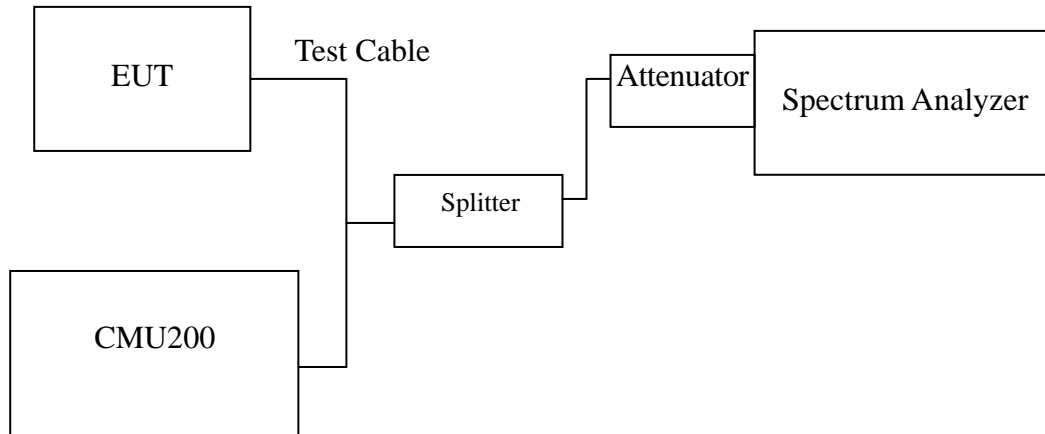 EUT
Test Cable
Attenuator
Spectrum Analyzer
Splitter
CMU200